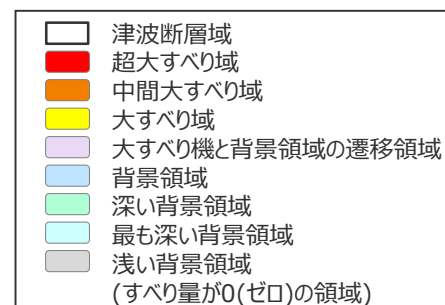 津波断層域
超大すべり域
中間大すべり域
大すべり域
大すべり機と背景領域の遷移領域
背景領域
深い背景領域
最も深い背景領域
浅い背景領域
(すべり量が0(ゼロ)の領域)